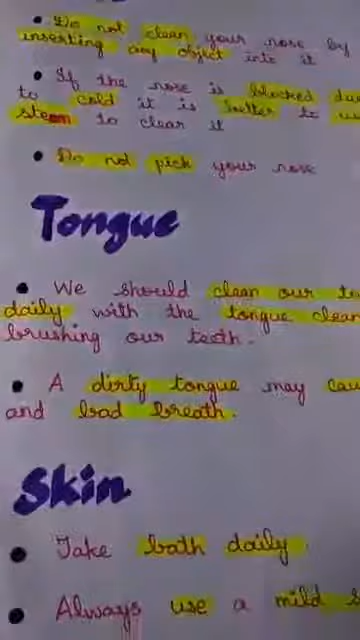 • Do not clean your nose by
inserting any object into it
• If the nose is blocked due
to cold it is better to
steam to clear it
• Do not pick your nose
Tongue
• We should clean our
daily with the tongue clean
brushing our teeth.
• A dirty tongue may cau
and bad breath.
Skin
• Take bath daily.
• Always use a mild s